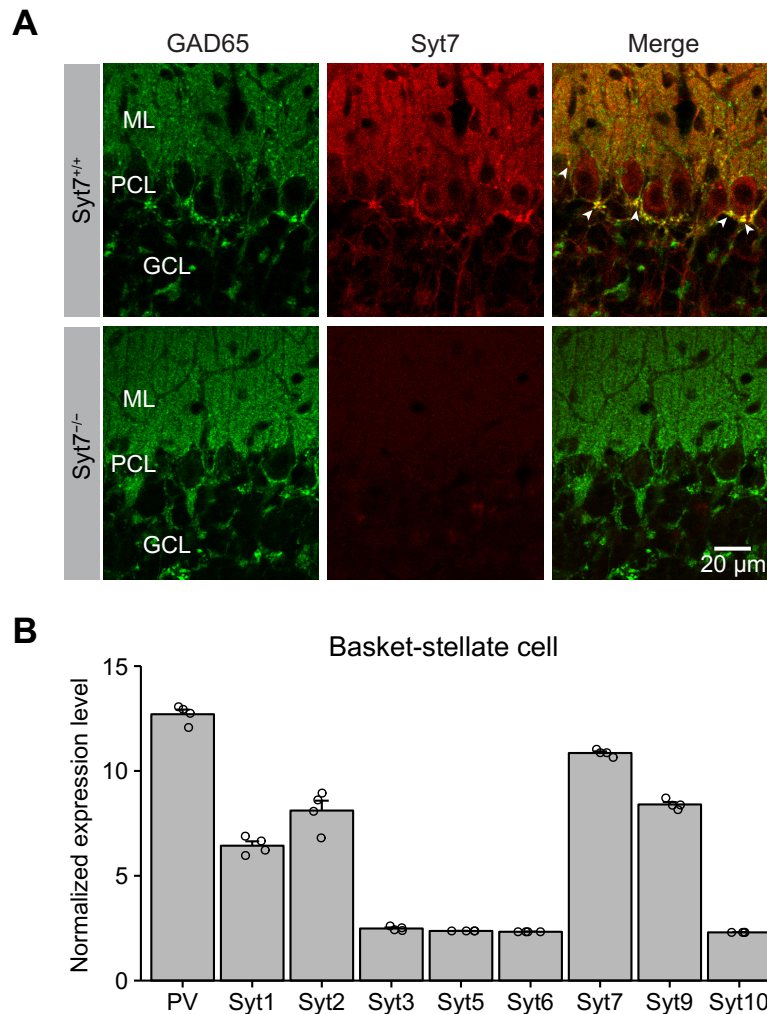 A
GAD65 Syt7 Merge
Syt7+/+
ML
PCL
GCL
Syt7−/−
ML
PCL
GCL
20 µm
B
Basket-stellate cell
Normalized expression level
15
10
5
0
PV Syt1 Syt2 Syt3 Syt5 Syt6 Syt7 Syt9 Syt10